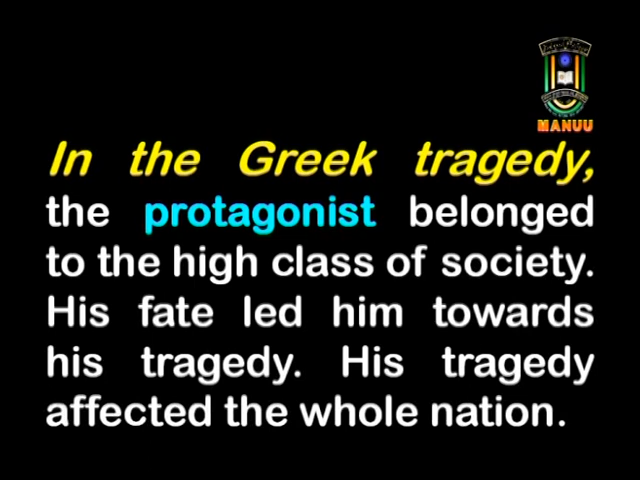 MANUU
In the Greek tragedy,
the protagonist belonged
to the high class of society.
His fate led him towards
his tragedy. His tragedy
affected the whole nation.